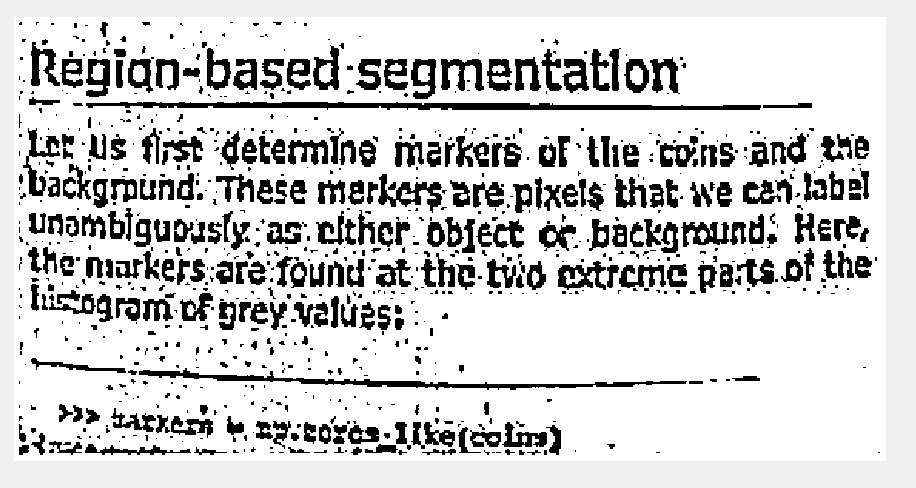 Region-based segmentation
Let us first determine markers of the coins and the
background. These markers are pixels that we can label
unambiguously as either object or background. Here,
the markers are found at the two extreme parts of the
histogram of grey values:
>>> markers = np.zeros_like(coins)